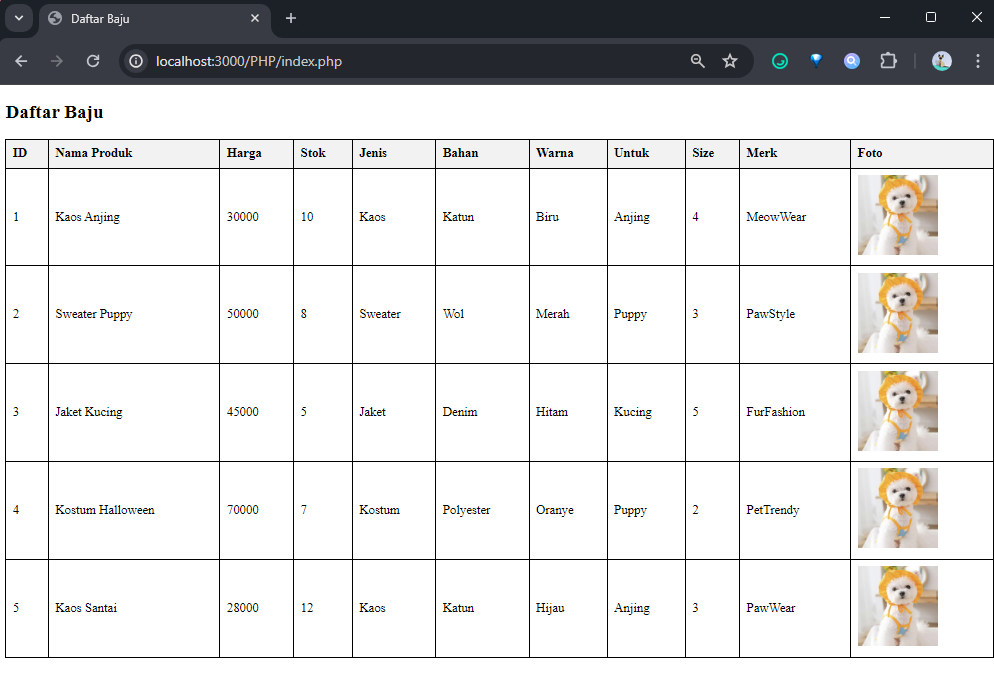 Daftar Baju
localhost:3000/PHP/index.php
Daftar Baju
ID Nama Produk Harga Stok Jenis Bahan Warna Untuk Size Merk Foto
1 Kaos Anjing 30000 10 Kaos Katun Biru Anjing 4 MeowWear
2 Sweater Puppy 50000 8 Sweater Wol Merah Puppy 3 PawStyle
3 Jaket Kucing 45000 5 Jaket Denim Hitam Kucing 5 FurFashion
4 Kostum Halloween 70000 7 Kostum Polyester Oranye Puppy 2 PetTrendy
5 Kaos Santai 28000 12 Kaos Katun Hijau Anjing 3 PawWear